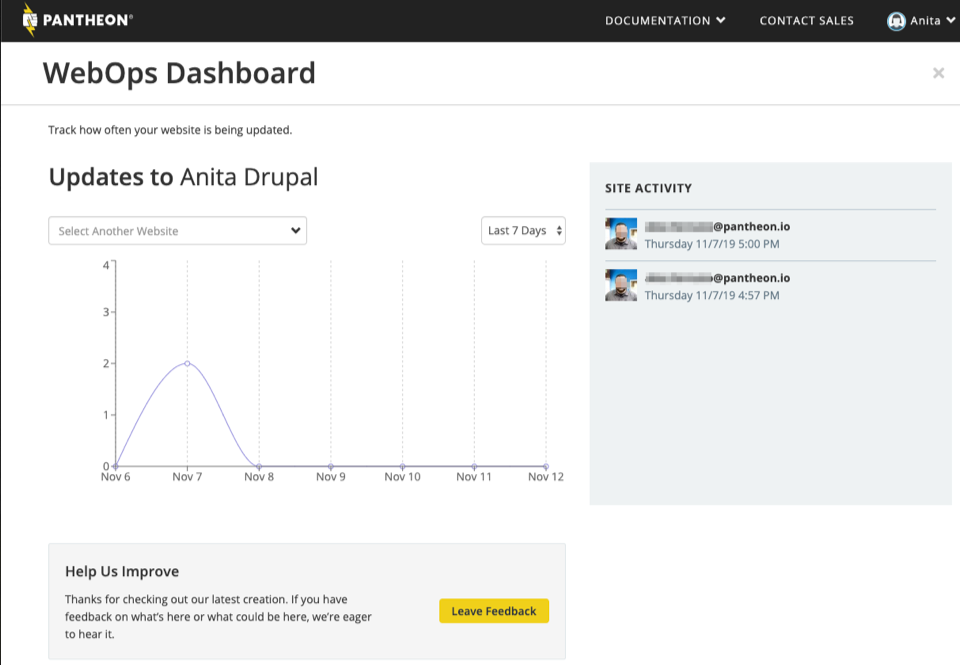 PANTHEON®
DOCUMENTATION
CONTACT SALES
Anita
WebOps Dashboard
×
Track how often your website is being updated.
Updates to Anita Drupal
Select Another Website
Last 7 Days
4
3
2
1
0
Nov 6
Nov 7
Nov 8
Nov 9
Nov 10
Nov 11
Nov 12
SITE ACTIVITY
@pantheon.io
Thursday 11/7/19 5:00 PM
@pantheon.io
Thursday 11/7/19 4:57 PM
Help Us Improve
Thanks for checking out our latest creation. If you have
feedback on what's here or what could be here, we're eager
to hear it.
Leave Feedback